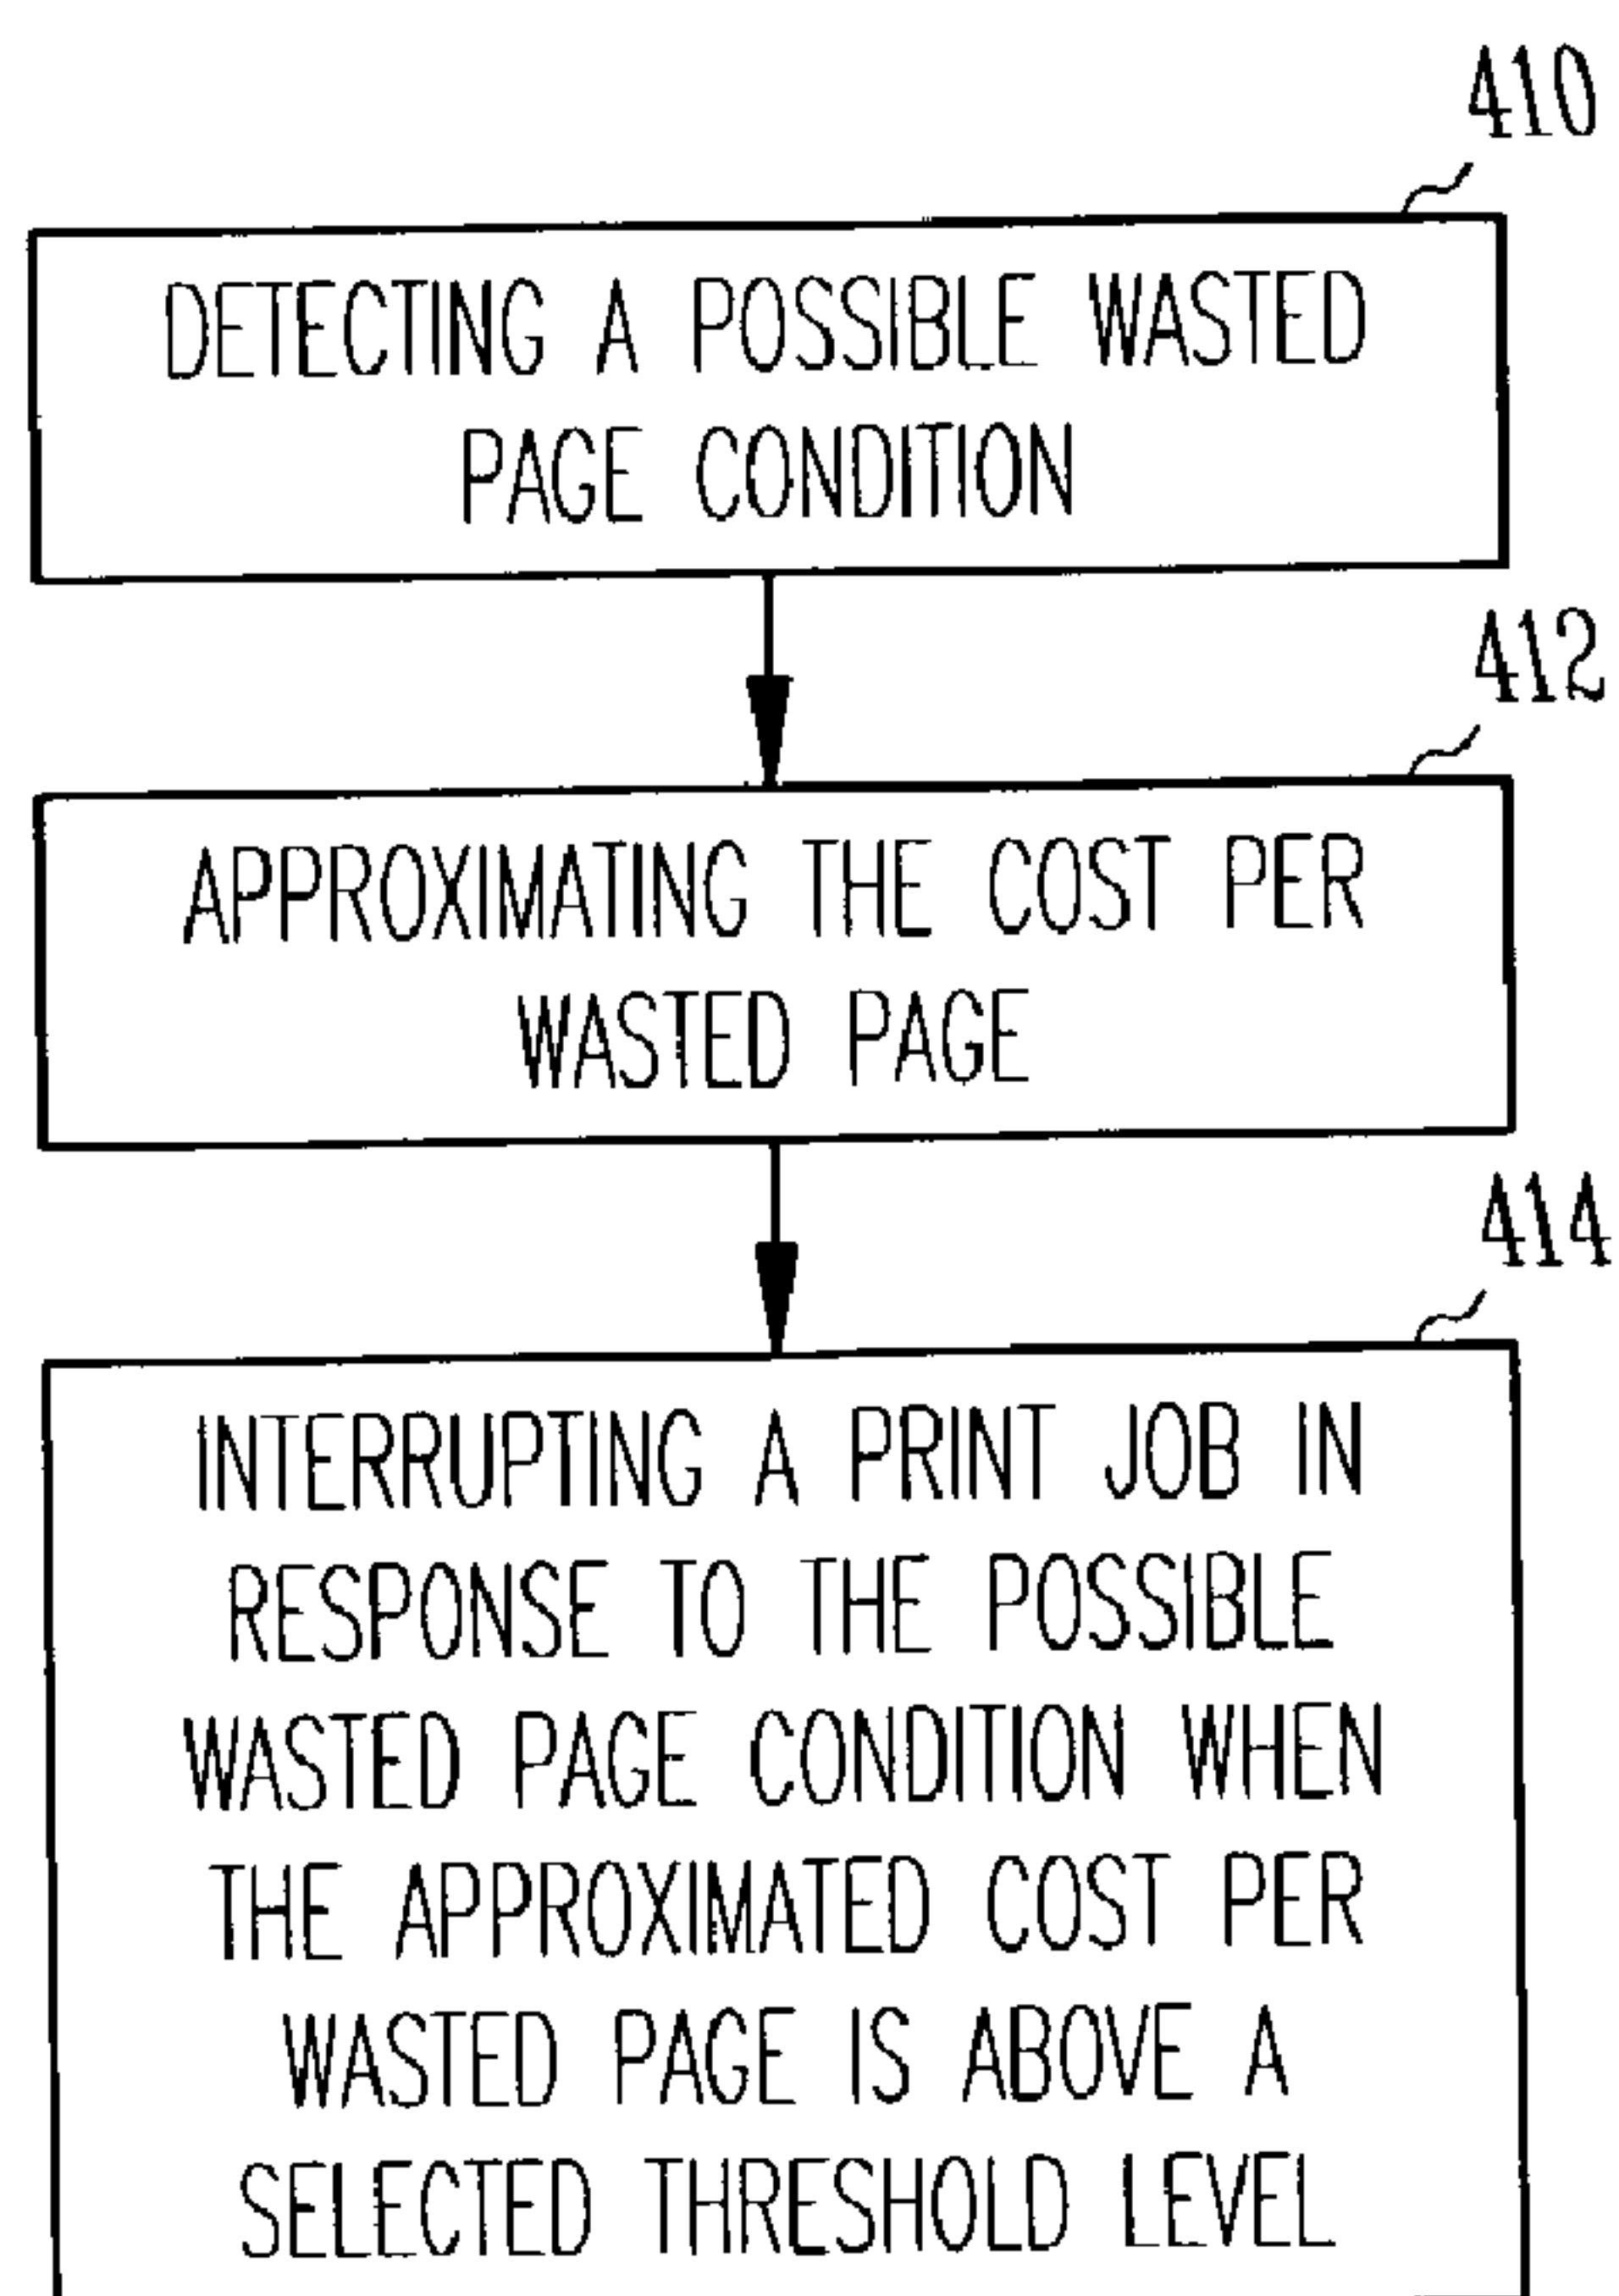 410
DETECTING A POSSIBLE WASTED
PAGE CONDITION
412
APPROXIMATING THE COST PER
WASTED PAGE
414
INTERRUPTING A PRINT JOB IN
RESPONSE TO THE POSSIBLE
WASTED PAGE CONDITION WHEN
THE APPROXIMATED COST PER
WASTED PAGE IS ABOVE A
SELECTED THRESHOLD LEVEL